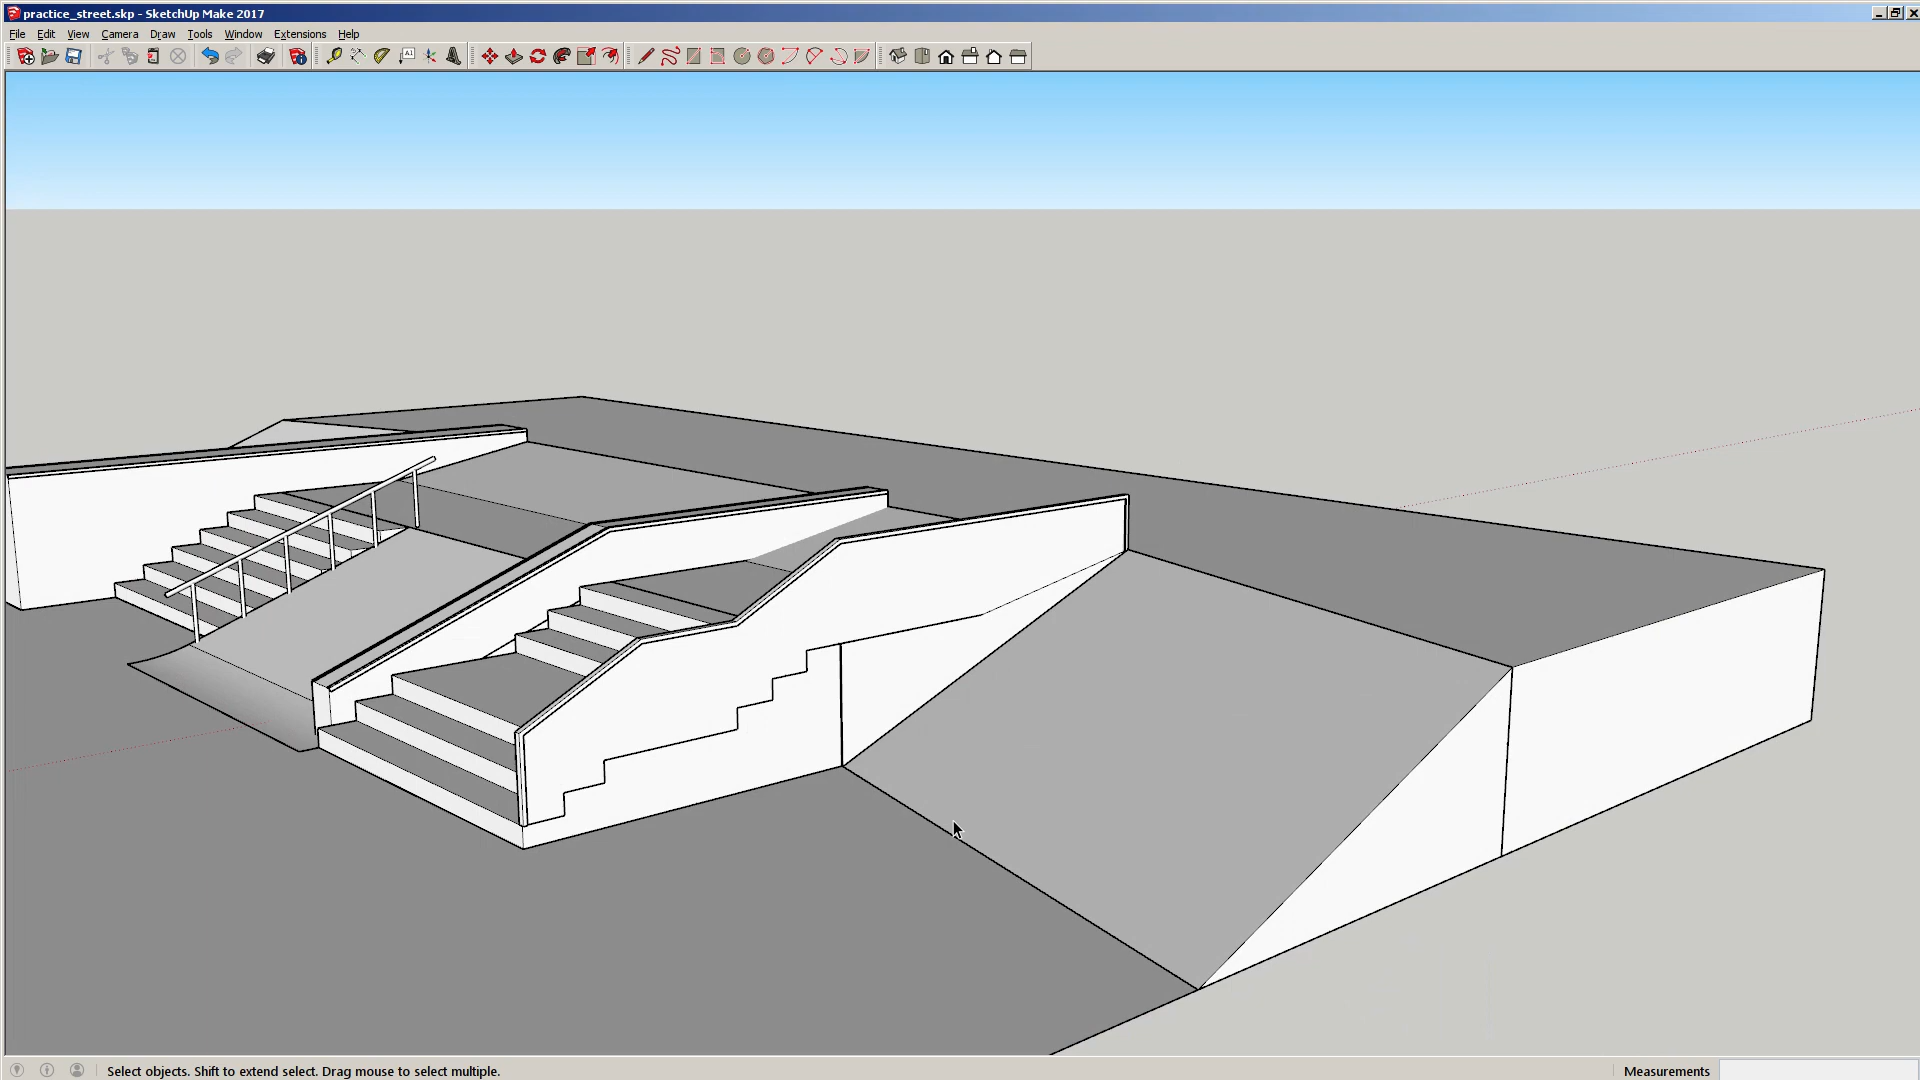 practice_street.skp - SketchUp Make 2017
File Edit View Camera Draw Tools Window Extensions Help
A1
Select objects. Shift to extend select. Drag mouse to select multiple.
Measurements